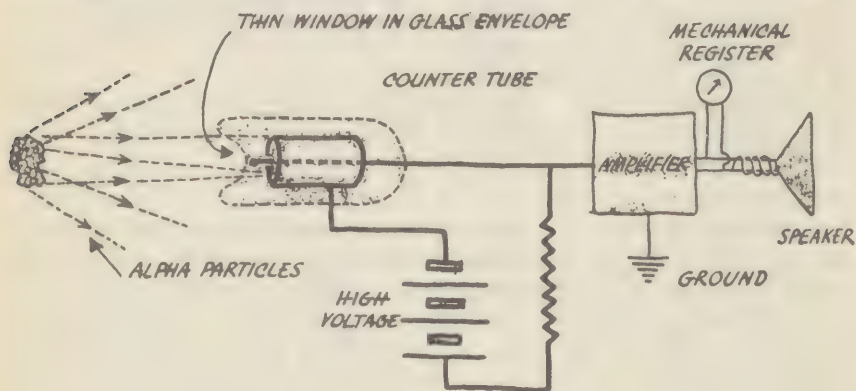 THIN WINDOW IN GLASS ENVELOPE
MECHANICAL
REGISTER
COUNTER TUBE
AMPLIFIER
SPEAKER
ALPHA PARTICLES
GROUND
HIGH
VOLTAGE